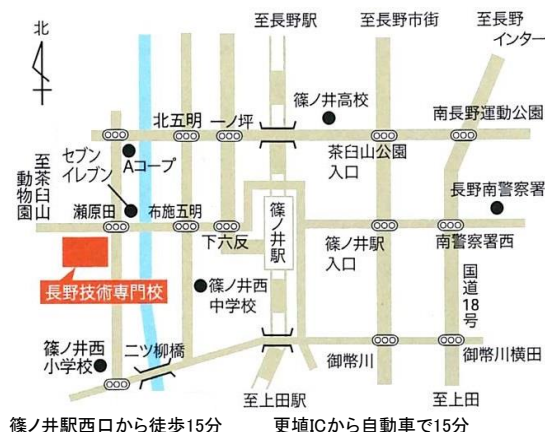 至長野駅
至長野市街
至長野
インター
北
北五明
一ノ坪
篠ノ井高校
南長野運動公園
茶臼山公園
入口
セブン
イレブン
Aコープ
至茶臼山
動物園
瀬原田
布施五明
下六反
篠ノ井駅
篠ノ井駅
入口
長野南警察署
南警察署西
長野技術専門校
篠ノ井西
中学校
国道18号
篠ノ井西
小学校
二ツ柳橋
御幣川
御幣川横田
至上田駅
至上田
篠ノ井駅西口から徒歩15分
更埴ICから自動車で15分